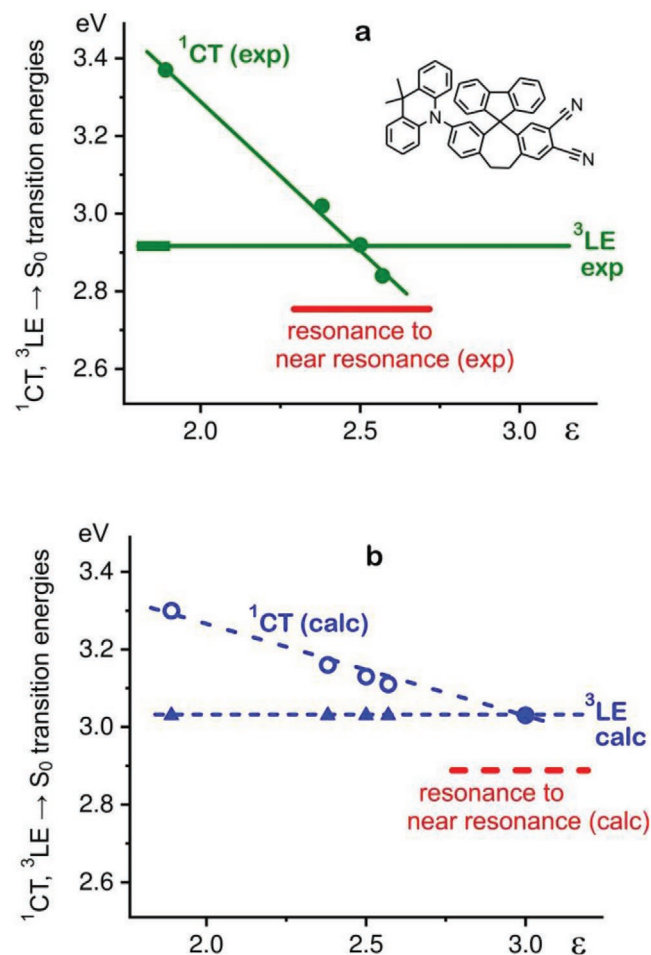 eV
¹CT, ³LE → S₀ transition energies
3.4
3.2
3.0
2.8
2.6
¹CT (exp)
a
N
N
N
³LE
exp
resonance to
near resonance (exp)
2.0
2.5
3.0
ε
eV
¹CT, ³LE → S₀ transition energies
3.4
3.2
3.0
2.8
2.6
b
¹CT (calc)
³LE
calc
resonance to
near resonance (calc)
2.0
2.5
3.0
ε